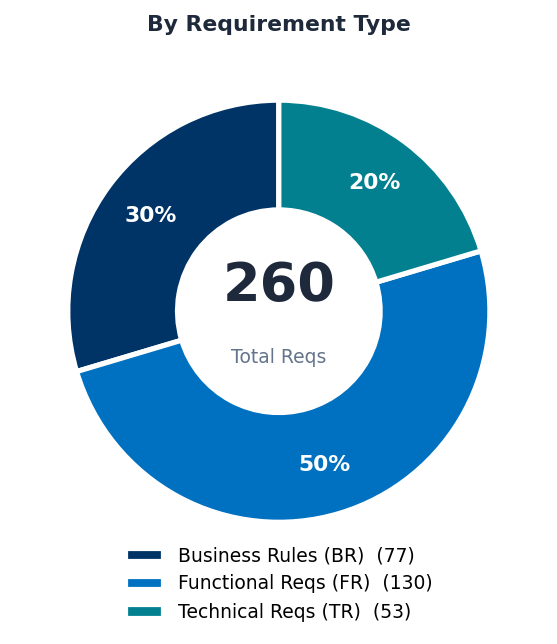 By Requirement Type
20%
30%
260
Total Reqs
50%
Business Rules (BR)  (77)
Functional Reqs (FR)  (130)
Technical Reqs (TR)  (53)